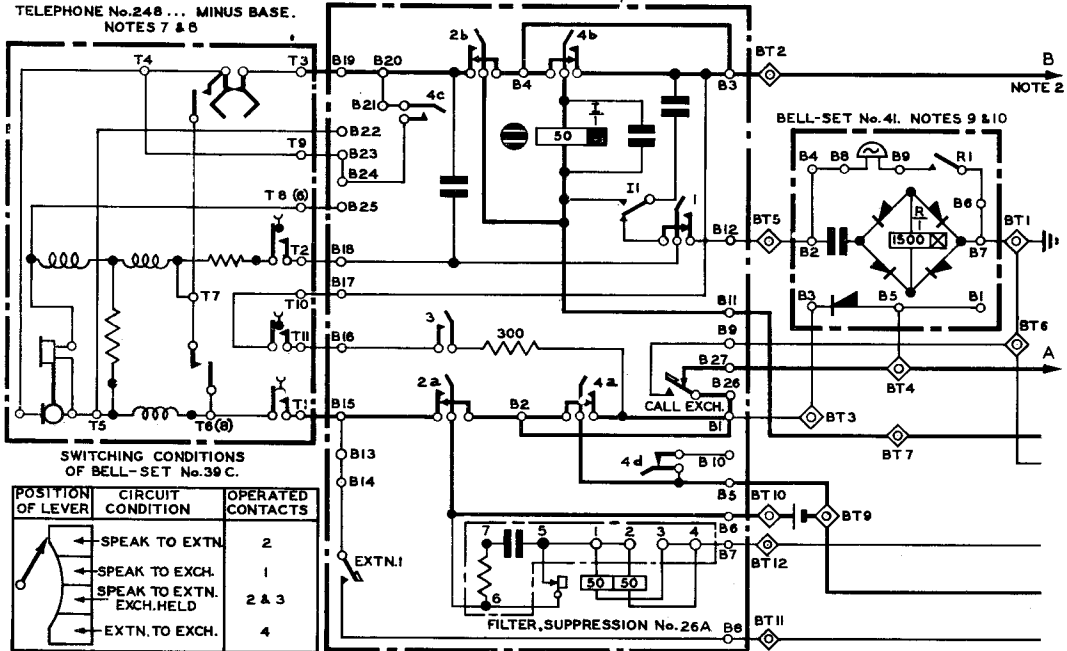 TELEPHONE No.248... MINUS BASE.
NOTES 7 & 8
T4
T3
B19
B20
2b
4b
B4
B3
BT2
B
NOTE 2
B21
4c
B22
T9
B23
B24
I
1
50
BELL-SET No.41. NOTES 9 & 10
B4
B8
B9
R1
T8 (6)
B25
I1
1
B12
BT5
B2
R
1
1500
B6
B7
BT1
T2
B18
T7
T10
B17
B11
B3
B5
B1
T11
B16
3
300
B9
BT6
B27
A
2a
4a
CALL EXCH.
B26
BT4
T5
T6(8)
T1
B15
B2
B1
BT3
BT7
SWITCHING CONDITIONS
OF BELL-SET No.39C.
B13
B14
4d
B10
B5
BT10
BT9
POSITION OF LEVER
CIRCUIT CONDITION
OPERATED CONTACTS
SPEAK TO EXTN.
2
SPEAK TO EXCH.
1
SPEAK TO EXTN. EXCH.HELD
2 & 3
EXTN. TO EXCH.
4
EXTN.1
B6
B7
BT12
7
5
1
2
3
4
6
50
50
FILTER, SUPPRESSION No.26A
B8
BT11